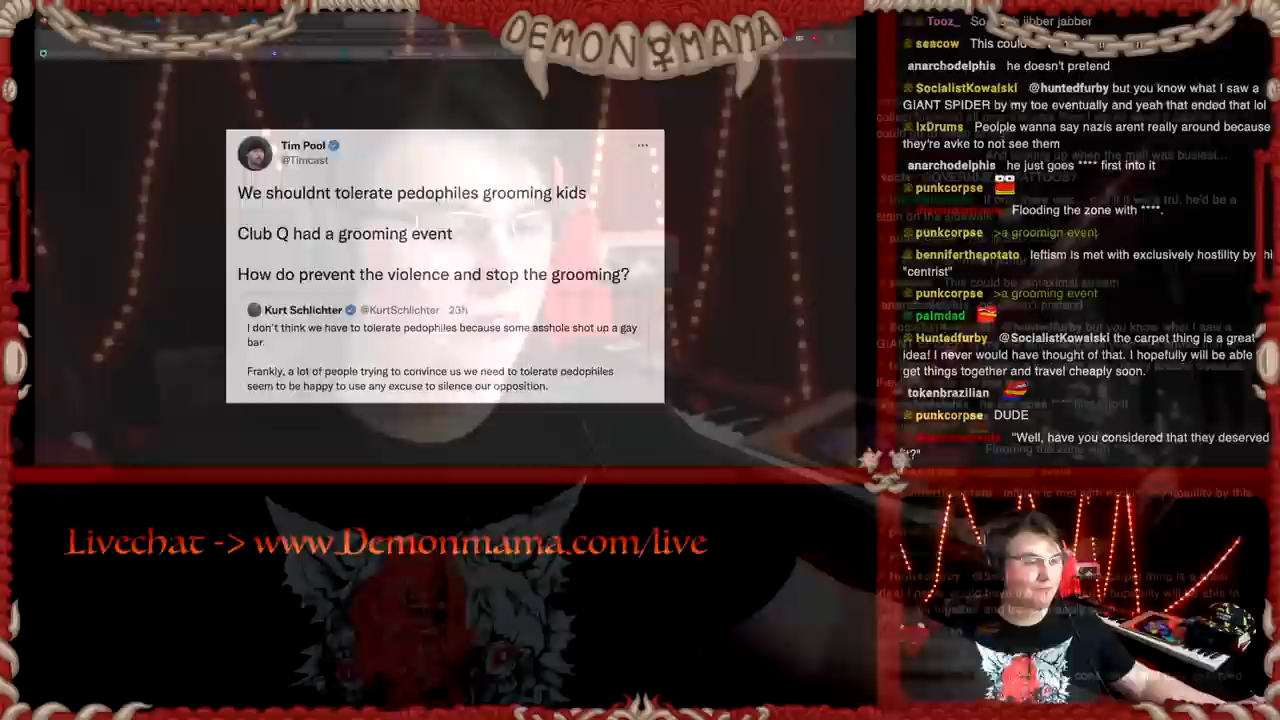 DEMON MAMA
Tim Pool
@Timcast
We shouldnt tolerate pedophiles grooming kids
Club Q had a grooming event
How do prevent the violence and stop the grooming?
Kurt Schlichter @KurtSchlichter 23h
I don't think we have to tolerate pedophiles because some asshole shot up a gay
bar.
Frankly, a lot of people trying to convince us we need to tolerate pedophiles
seem to be happy to use any excuse to silence our opposition.
Livechat -> www.Demonmama.com/live
Tooz_ So jibber jabber
seacow This could
anarchodelphis he doesn't pretend
SocialistKowalski @huntedfurby but you know what I saw a
GIANT SPIDER by my toe eventually and yeah that ended that lol
IxDrums Peolple wanna say nazis arent really around because
they're avke to not see them
anarchodelphis he just goes **** first into it
punkcorpse
Flooding the zone with ****.
punkcorpse >a groomign event
benniferthepotato leftism is met with exclusively hostility by
"centrist"
punkcorpse >a grooming event
palmdad
Huntedfurby @SocialistKowalski the carpet thing is a great
idea! I never would have thought of that. I hopefully will be able to
get things together and travel cheaply soon.
tokenbrazilian
punkcorpse DUDE
"Well, have you considered that they deserved
it?"